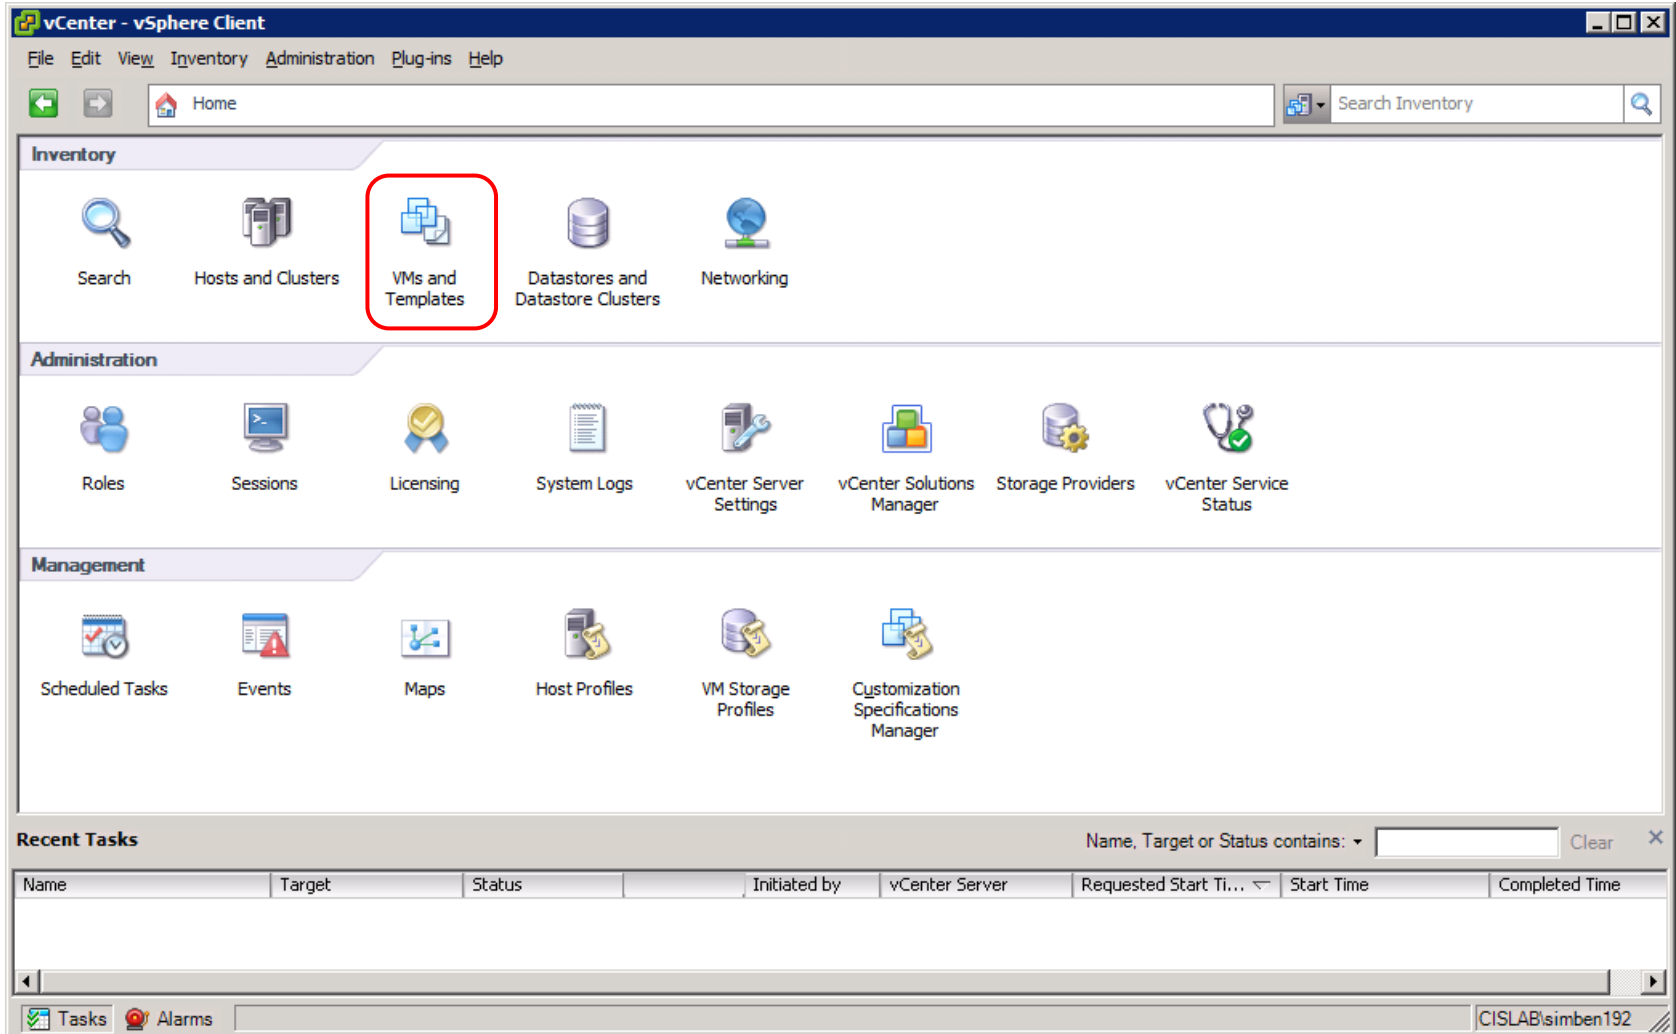 vCenter - vSphere Client
File Edit View Inventory Administration Plug-ins Help
Home
Search Inventory
Inventory
Search
Hosts and Clusters
VMs and
Templates
Datastores and
Datastore Clusters
Networking
Administration
Roles
Sessions
Licensing
System Logs
vCenter Server
Settings
vCenter Solutions
Manager
Storage Providers
vCenter Service
Status
Management
Scheduled Tasks
Events
Maps
Host Profiles
VM Storage
Profiles
Customization
Specifications
Manager
Recent Tasks
Name, Target or Status contains:
Clear
Name Target Status Initiated by vCenter Server Requested Start Ti... Start Time Completed Time
Tasks Alarms
CISLAB\simben192